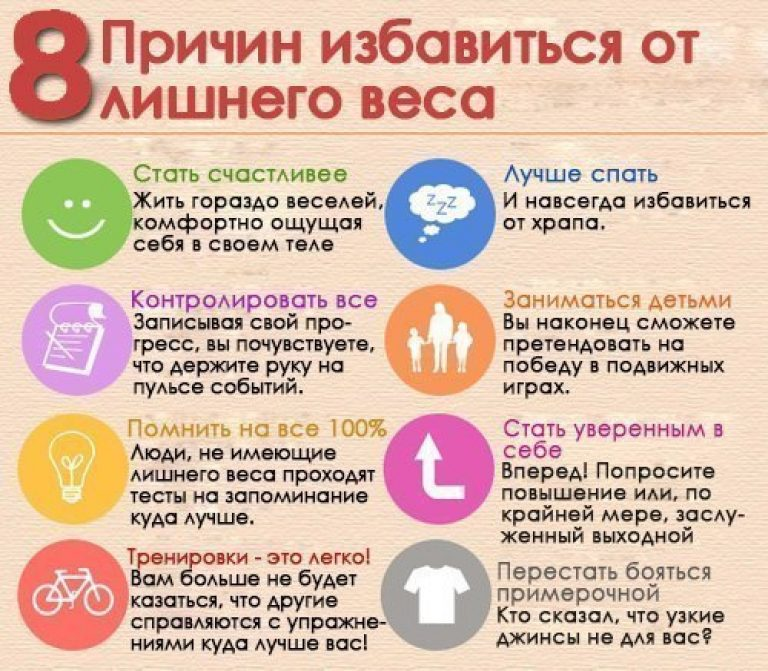 8 Причин избавиться от
лишнего веса
Стать счастливее
Жить гораздо веселей,
комфортно ощущая
себя в своем теле
Лучше спать
zzZ
И навсегда избавиться
от храпа.
Контролировать все
Записывая свой про-
гресс, вы почувствуете,
что держите руку на
пульсе событий.
Заниматься детьми
Вы наконец сможете
претендовать на
победу в подвижных
играх.
Помнить на все 100%
Люди, не имеющие
лишнего веса проходят
тесты на запоминание
куда лучше.
Стать уверенным в
себе
Вперед! Попросите
повышение или, по
крайней мере, заслу-
женный выходной
Тренировки - это легко!
Вам больше не будет
казаться, что другие
справляются с упражне-
ниями куда лучше вас!
Перестать бояться
примерочной
Кто сказал, что узкие
джинсы не для вас?